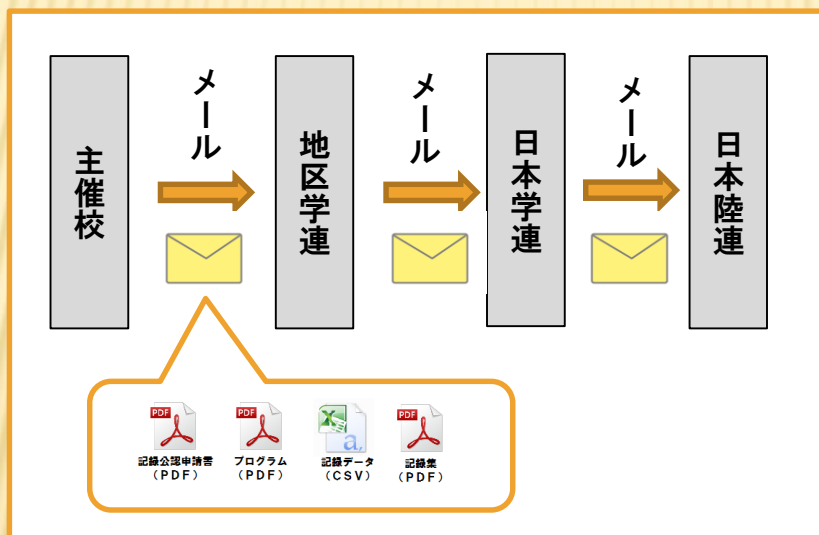 主催校
メール
地区学連
メール
日本学連
メール
日本陸連
PDF
記録公認申請書
（PDF）
PDF
プログラム
（PDF）
a,
記録データ
（CSV）
PDF
記録集
（PDF）